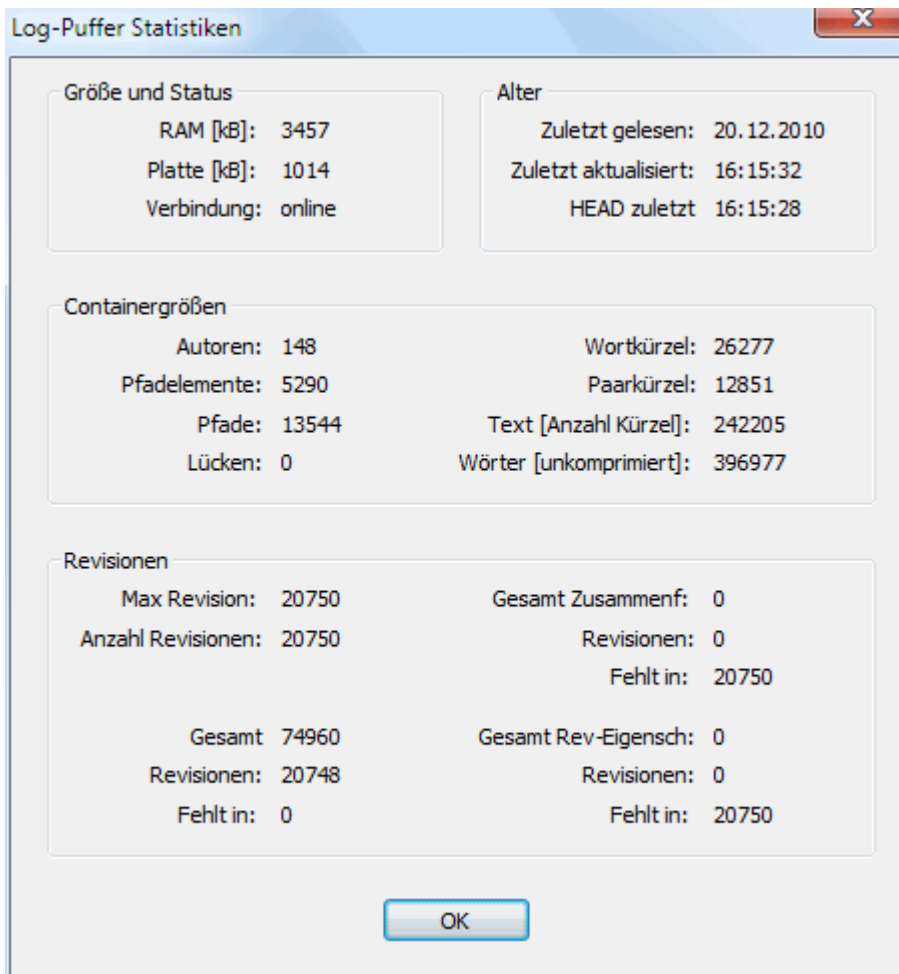 Log-Puffer Statistiken
Größe und Status
RAM [kB]: 3457
Platte [kB]: 1014
Verbindung: online
Alter
Zuletzt gelesen: 20.12.2010
Zuletzt aktualisiert: 16:15:32
HEAD zuletzt 16:15:28
Containergrößen
Autoren: 148
Pfadelemente: 5290
Pfade: 13544
Lücken: 0
Wortkürzel: 26277
Paarkürzel: 12851
Text [Anzahl Kürzel]: 242205
Wörter [unkomprimiert]: 396977
Revisionen
Max Revision: 20750
Anzahl Revisionen: 20750
Gesamt 74960
Revisionen: 20748
Fehlt in: 0
Gesamt Zusammenf: 0
Revisionen: 0
Fehlt in: 20750
Gesamt Rev-Eigensch: 0
Revisionen: 0
Fehlt in: 20750
OK